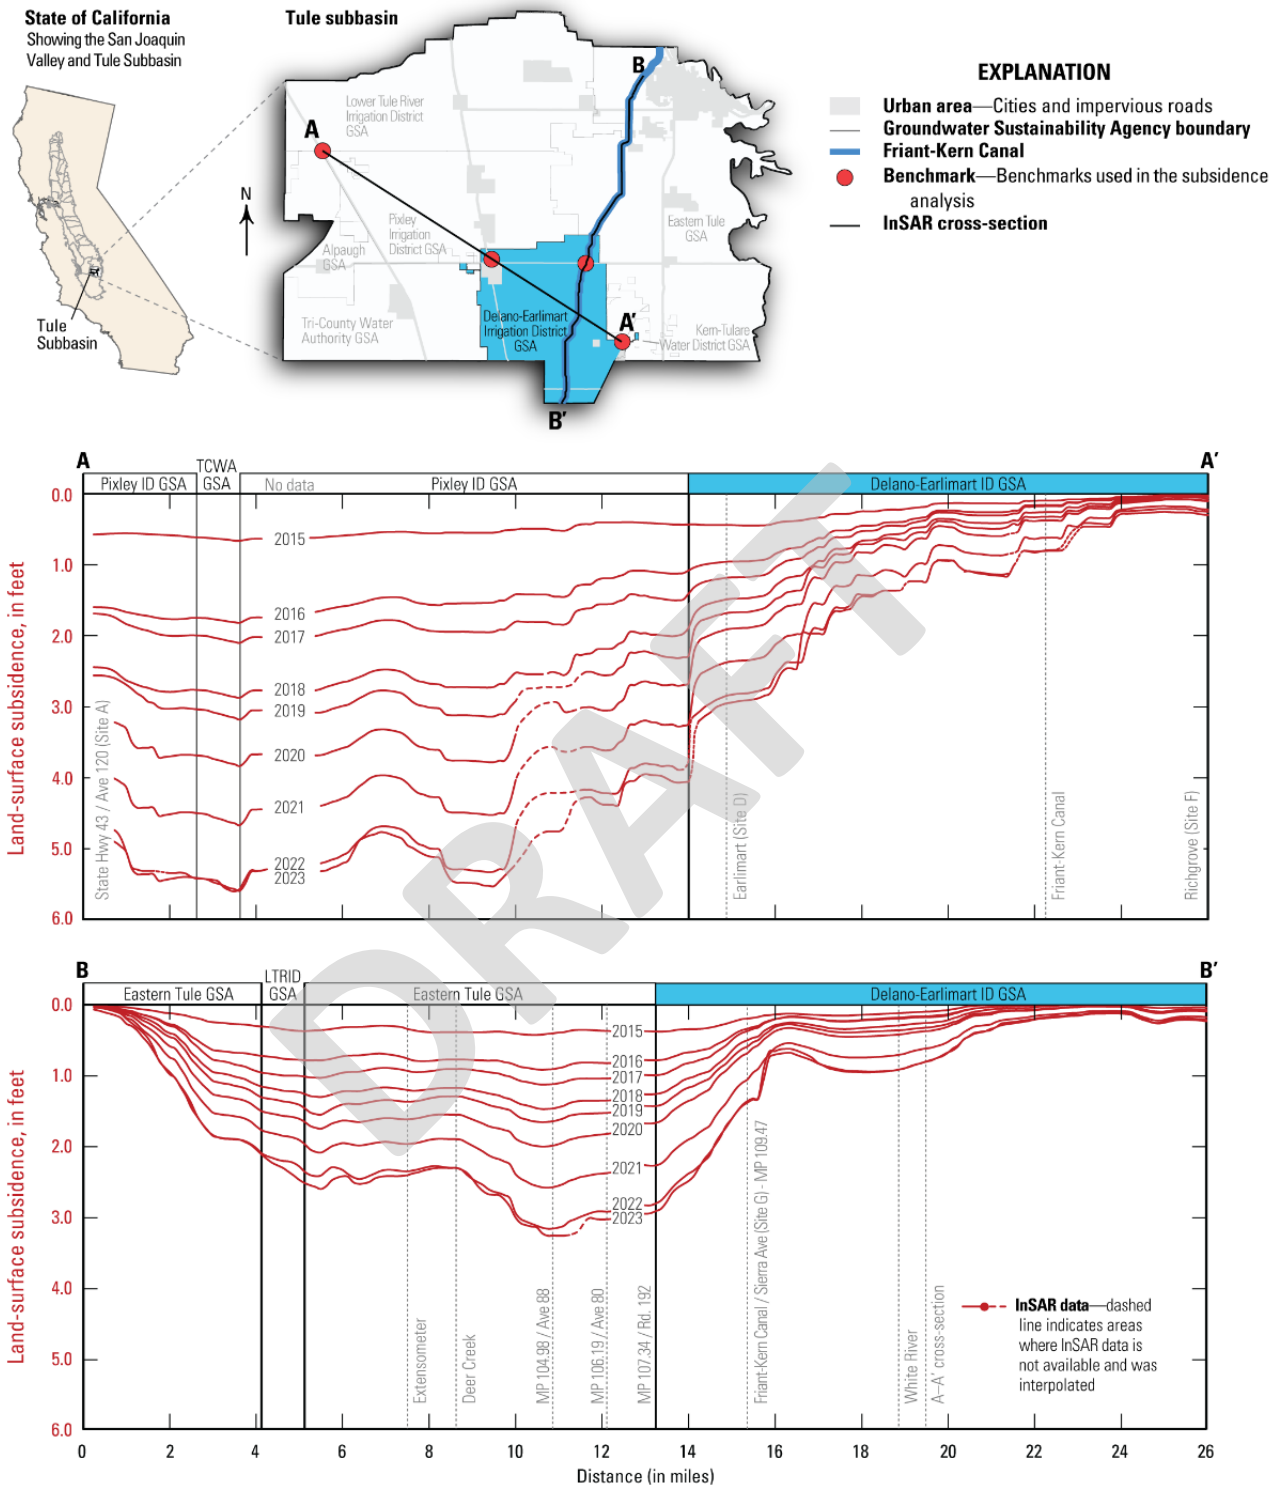 State of California
Showing the San Joaquin
Valley and Tule Subbasin
Tule
Subbasin
Tule subbasin
B
A
Lower Tule River
Irrigation District
GSA
N
Pixley
Irrigation
District GSA
Alpaugh
GSA
Eastern Tule
GSA
Tri-County Water
Authority GSA
Delano-Earlimart
Irrigation District
GSA
A′
Kern-Tulare
Water District GSA
B′
EXPLANATION
Urban area—Cities and impervious roads
Groundwater Sustainability Agency boundary
Friant-Kern Canal
Benchmark—Benchmarks used in the subsidence
analysis
InSAR cross-section
A
A′
Pixley ID GSA
TCWA
GSA
No data
Pixley ID GSA
Delano-Earlimart ID GSA
Land-surface subsidence, in feet
0.0
1.0
2.0
3.0
4.0
5.0
6.0
2015
2016
2017
2018
2019
2020
2021
2022
2023
State Hwy 43 / Ave 120 (Site A)
Earlimart (Site D)
Friant-Kern Canal
Richgrove (Site F)
DRAFT
B
B′
Eastern Tule GSA
LTRID
GSA
Eastern Tule GSA
Delano-Earlimart ID GSA
Land-surface subsidence, in feet
0.0
1.0
2.0
3.0
4.0
5.0
6.0
2015
2016
2017
2018
2019
2020
2021
2022
2023
Extensometer
Deer Creek
MP 104.98 / Ave 88
MP 106.19 / Ave 80
MP 107.34 / Rd. 192
Friant-Kern Canal / Sierra Ave (Site G) - MP 109.47
White River
A–A′ cross-section
InSAR data—dashed
line indicates areas
where InSAR data is
not available and was
interpolated
0 2 4 6 8 10 12 14 16 18 20 22 24 26
Distance (in miles)